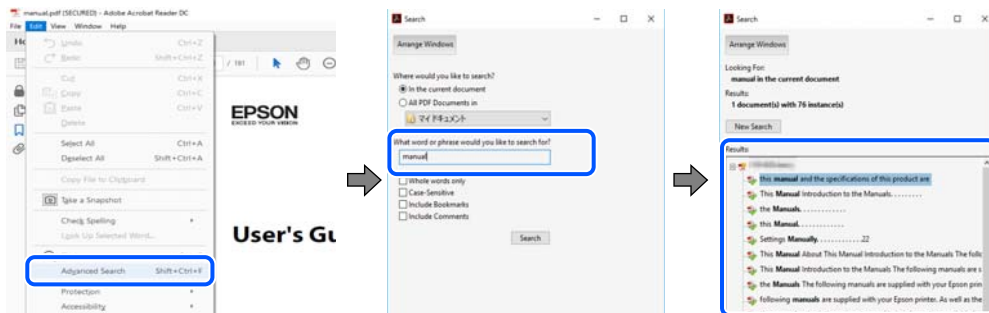 manual.pdf (SECURED) - Adobe Acrobat Reader DC
File Edit View Window Help
Undo Ctrl+Z
Redo Shift+Ctrl+Z
Cut Ctrl+X
Copy Ctrl+C
Paste Ctrl+V
Delete
Select All Ctrl+A
Deselect All Shift+Ctrl+A
Copy File to Clipboard
Take a Snapshot
Check Spelling
Look Up Selected Word...
Advanced Search Shift+Ctrl+F
Protection
Accessibility
/ 181
EPSON
EXCEED YOUR VISION
User's Gu
Search
Arrange Windows
Where would you like to search?
In the current document
All PDF Documents in
マイ ドキュメント
What word or phrase would you like to search for?
manual
Whole words only
Case-Sensitive
Include Bookmarks
Include Comments
Search
Search
Arrange Windows
Looking For:
manual in the current document
Results:
1 document(s) with 76 instance(s)
New Search
Results:
this manual and the specifications of this product are
This Manual Introduction to the Manuals. . . . . . . . .
the Manuals. . . . . . . . . . . . .
this Manual. . . . . . . . . . . . .
Settings Manually. . . . . . . . . . . . .22
This Manual About This Manual Introduction to the Manuals The follo
This Manual Introduction to the Manuals The following manuals are s
the Manuals The following manuals are supplied with your Epson prin
following manuals are supplied with your Epson printer. As well as the